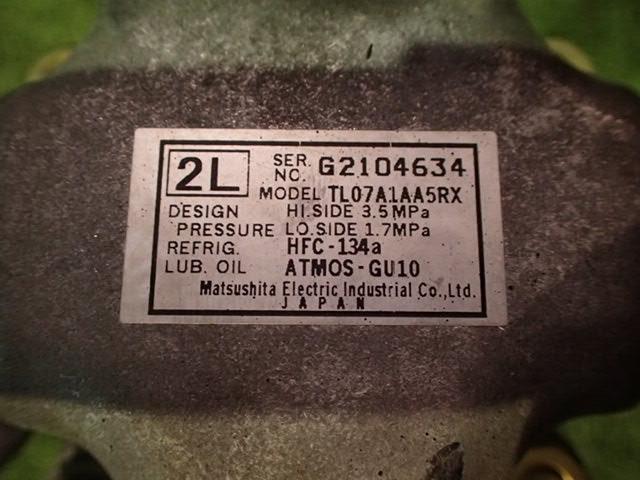 2L
SER. NO. G2104634
MODEL TL07A1AA5RX
DESIGN HI.SIDE 3.5MPa
PRESSURE LO.SIDE 1.7MPa
REFRIG. HFC-134a
LUB. OIL ATMOS-GU10
Matsushita Electric Industrial Co.,Ltd.
JAPAN